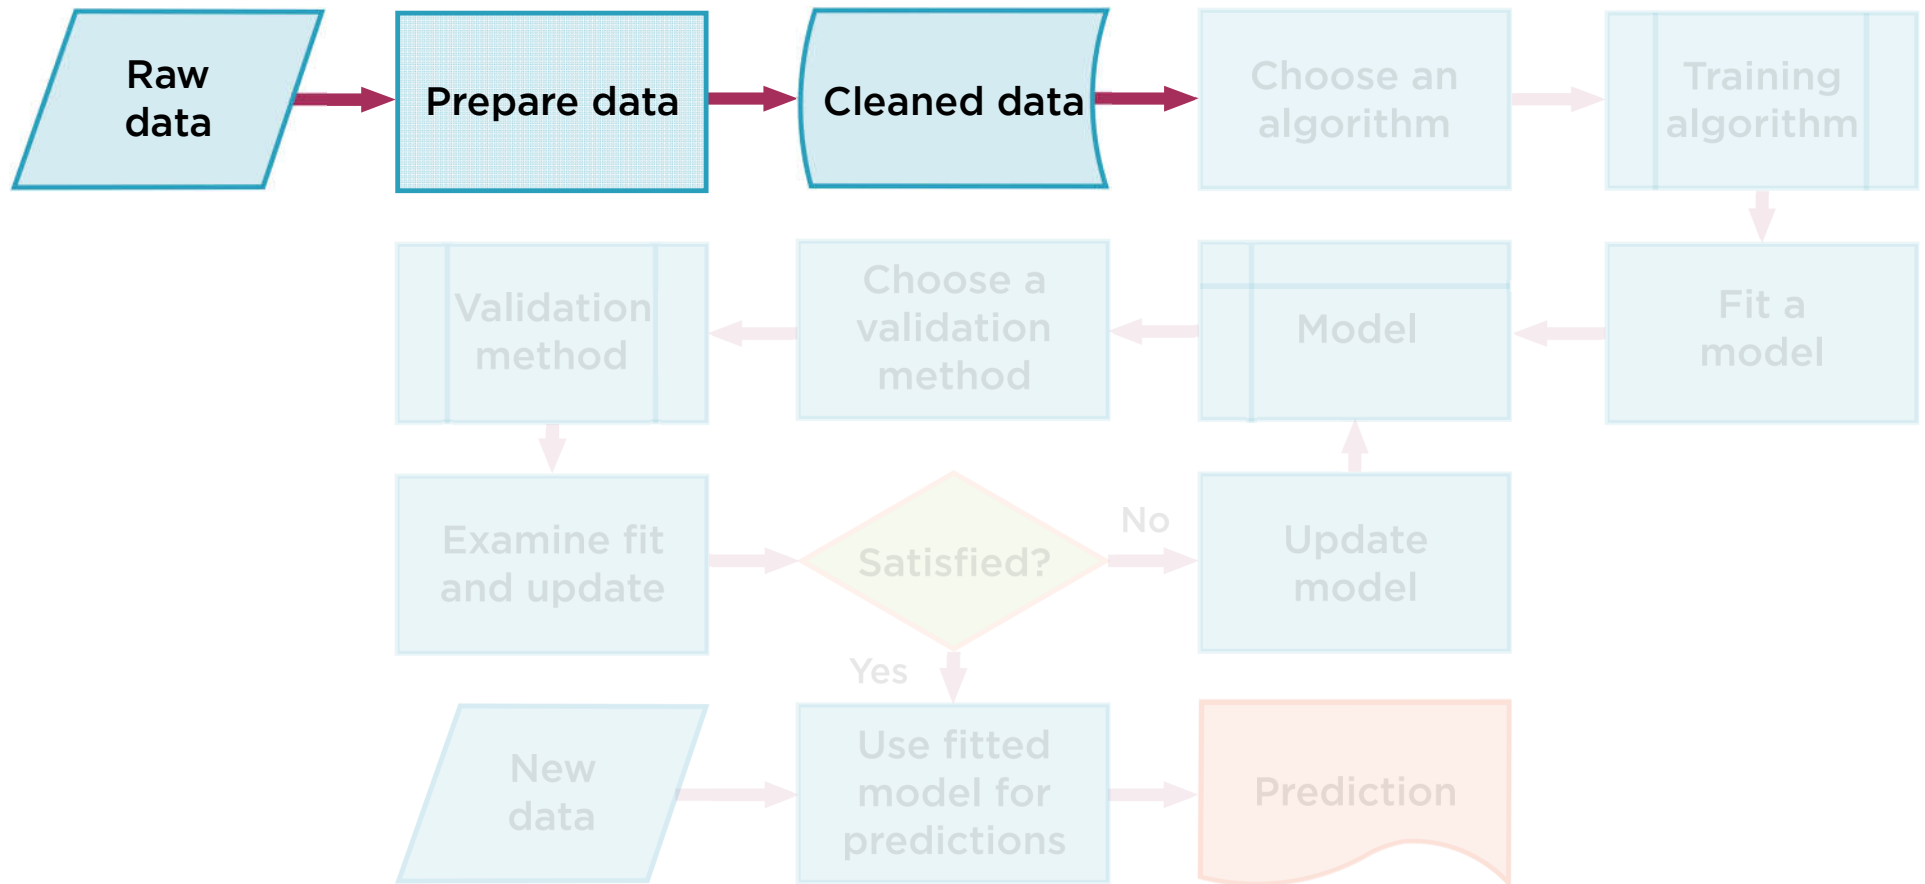 Raw
data
Prepare data
Cleaned data
Choose an
algorithm
Training
algorithm
Validation
method
Choose a
validation
method
Model
Fit a
model
Examine fit
and update
Satisfied?
No
Update
model
Yes
New
data
Use fitted
model for
predictions
Prediction